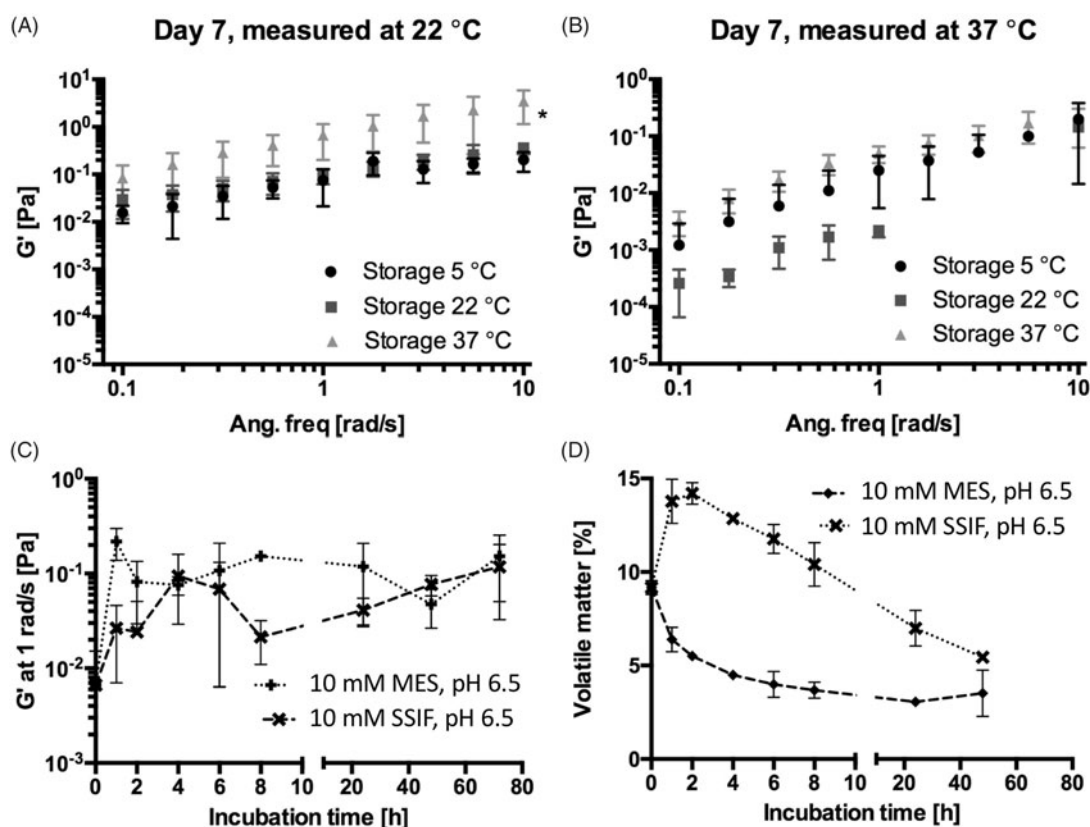 (A) Day 7, measured at 22 °C
10¹
10⁰
10⁻¹
10⁻²
10⁻³
10⁻⁴
10⁻⁵
G' [Pa]
*
Storage 5 °C
Storage 22 °C
Storage 37 °C
0.1 1 10
Ang. freq [rad/s]
(B) Day 7, measured at 37 °C
10⁰
10⁻¹
10⁻²
10⁻³
10⁻⁴
10⁻⁵
G' [Pa]
Storage 5 °C
Storage 22 °C
Storage 37 °C
0.1 1 10
Ang. freq [rad/s]
(C)
10⁰
10⁻¹
10⁻²
10⁻³
G' at 1 rad/s [Pa]
10 mM MES, pH 6.5
10 mM SSIF, pH 6.5
0 2 4 6 8 10 20 40 60 80
Incubation time [h]
(D)
15
10
5
0
Volatile matter [%]
10 mM MES, pH 6.5
10 mM SSIF, pH 6.5
0 2 4 6 8 10 20 40 60
Incubation time [h]